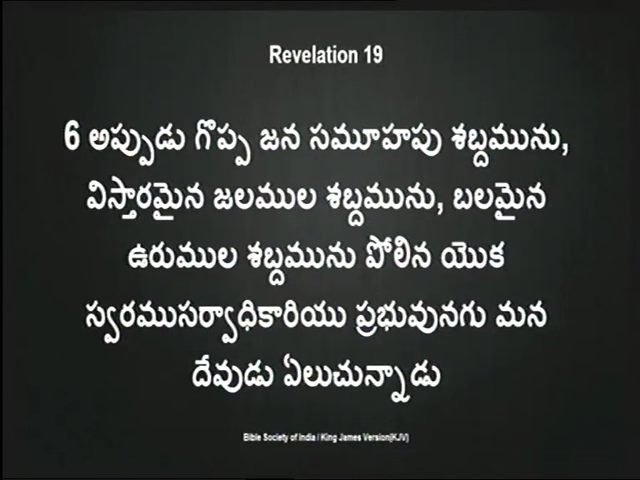 Revelation 19
6 అప్పుడు గొప్ప జన సమూహపు శబ్దమును,
విస్తారమైన జలముల శబ్దమును, బలమైన
ఉరుముల శబ్దమును పోలిన యొక
స్వరముసర్వాధికారియు ప్రభువునగు మన
దేవుడు ఏలుచున్నాడు
Bible Society of India / King James Version(KJV)